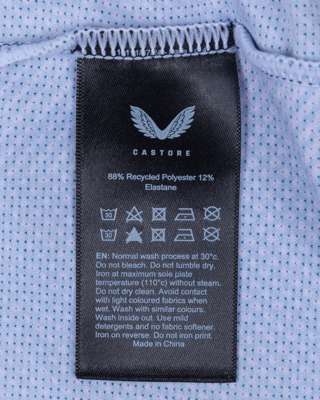 CASTORE
88% Recycled Polyester 12%
Elastane
30
30
EN: Normal wash process at 30°c.
Do not bleach. Do not tumble dry.
Iron at maximum sole plate
temperature (110°c) without steam.
Do not dry clean. Avoid contact
with light coloured fabrics when
wet. Wash with similar colours.
Wash inside out. Use mild
detergents and no fabric softener.
Iron on reverse. Do not iron print.
Made in China